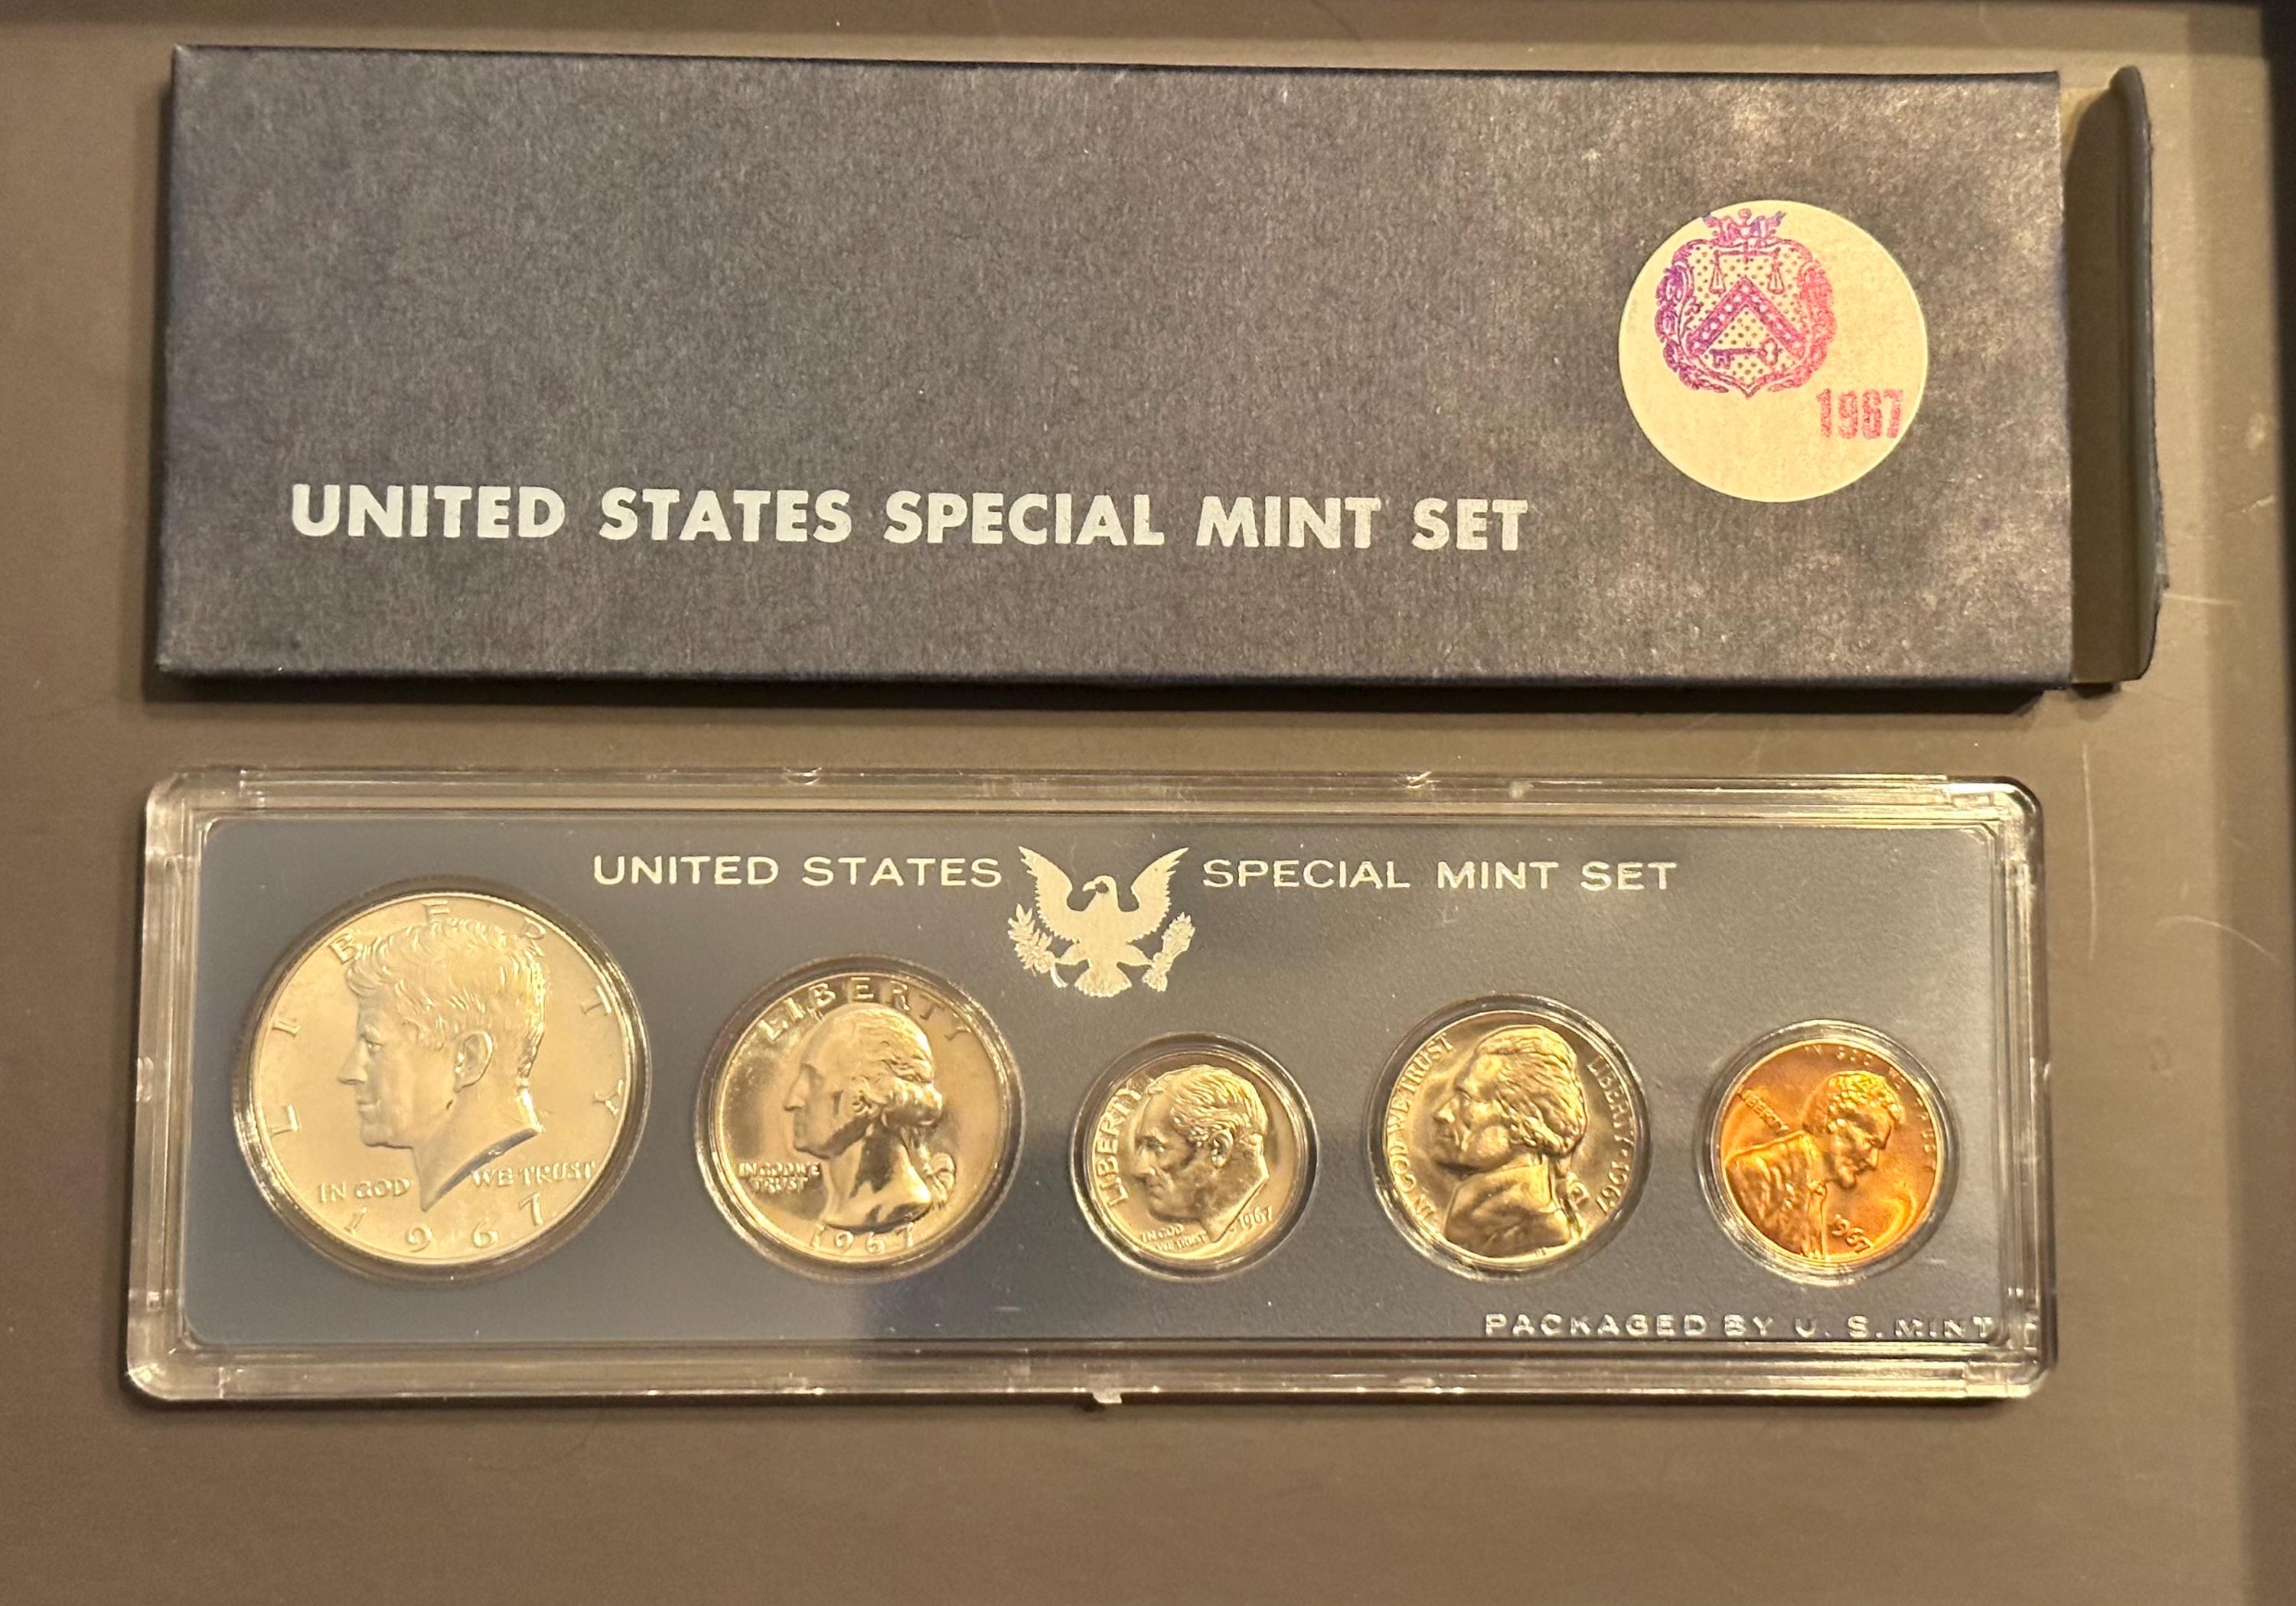 1967
UNITED STATES SPECIAL MINT SET
UNITED STATES SPECIAL MINT SET
LIBERTY
IN GOD WE TRUST
1967
LIBERTY
IN GOD WE
TRUST
1967
LIBERTY
IN GOD
WE TRUST
1967
IN GOD WE TRUST
LIBERTY · 1967
IN GOD WE
LIBERTY
1967
PACKAGED BY U. S. MINT